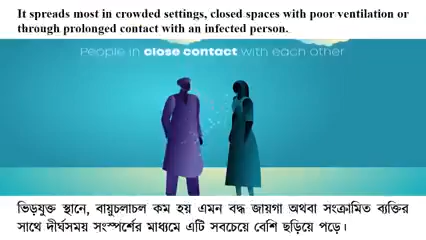 It spreads most in crowded settings, closed spaces with poor ventilation or
through prolonged contact with an infected person.
People in close contact with each other
ভিড়যুক্ত স্থানে, বায়ুচলাচল কম হয় এমন বদ্ধ জায়গা অথবা সংক্রামিত ব্যক্তির
সাথে দীর্ঘসময় সংস্পর্শের মাধ্যমে এটি সবচেয়ে বেশি ছড়িয়ে পড়ে।